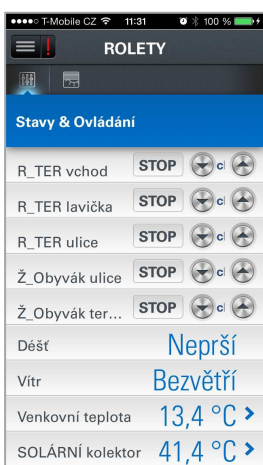 T-Mobile CZ 11:31 100 %
ROLETY
Stavy & Ovládání
R_TER vchod STOP c
R_TER lavička STOP c
R_TER ulice STOP c
Ž_Obyvák ulice STOP c
Ž_Obyvák ter... STOP c
Déšť Neprší
Vítr Bezvětří
Venkovní teplota 13,4 °C
SOLÁRNÍ kolektor 41,4 °C